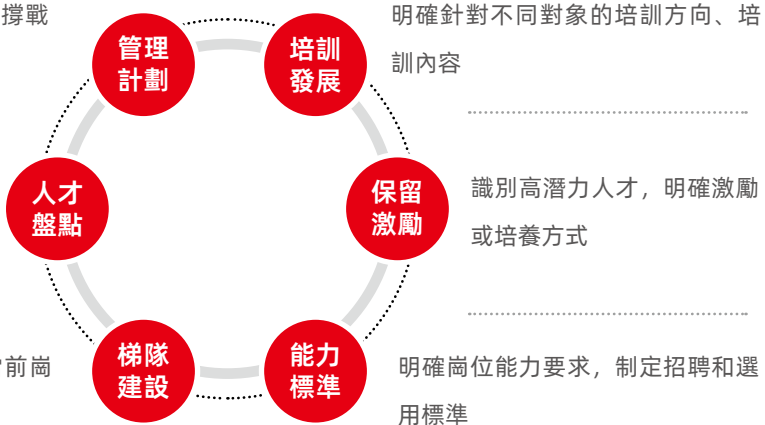 撐戰
明確針對不同對象的培訓方向、培
訓內容
管理
計劃
培訓
發展
人才
盤點
保留
激勵
識別高潛力人才，明確激勵
或培養方式
梯隊
建設
能力
標準
前崗
明確崗位能力要求，制定招聘和選
用標準